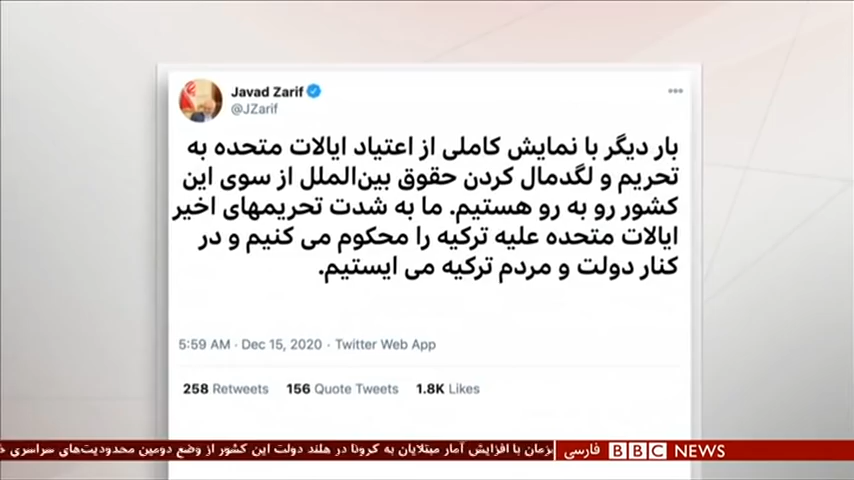 Javad Zarif
@JZarif
بار دیگر با نمایش کاملی از اعتیاد ایالات متحده به
تحریم و لگدمال کردن حقوق بین‌الملل از سوی این
کشور رو به رو هستیم. ما به شدت تحریمهای اخیر
ایالات متحده علیه ترکیه را محکوم می کنیم و در
کنار دولت و مردم ترکیه می ایستیم.
5:59 AM · Dec 15, 2020 · Twitter Web App
258 Retweets 156 Quote Tweets 1.8K Likes
BBC NEWS فارسی
با افزایش آمار مبتلایان به کرونا در هلند دولت این کشور از وضع دومین محدودیت‌های سراسری